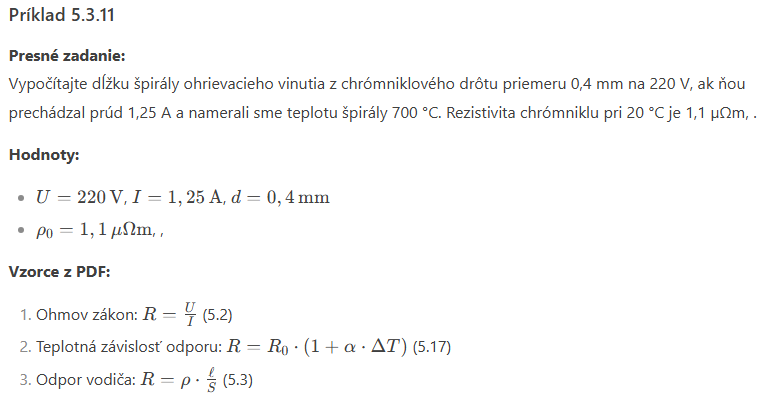 Príklad 5.3.11
Presné zadanie:
Vypočítajte dĺžku špirály ohrievacieho vinutia z chrómniklového drôtu priemeru 0,4 mm na 220 V, ak ňou
prechádzal prúd 1,25 A a namerali sme teplotu špirály 700 °C. Rezistivita chrómniklu pri 20 °C je 1,1 μΩm, .
Hodnoty:
• U = 220 V, I = 1,25 A, d = 0,4 mm
• ρ₀ = 1,1 μΩm, ,
Vzorce z PDF:
1. Ohmov zákon: R = U/I (5.2)
2. Teplotná závislosť odporu: R = R₀ · (1 + α · ΔT) (5.17)
3. Odpor vodiča: R = ρ · ℓ/S (5.3)